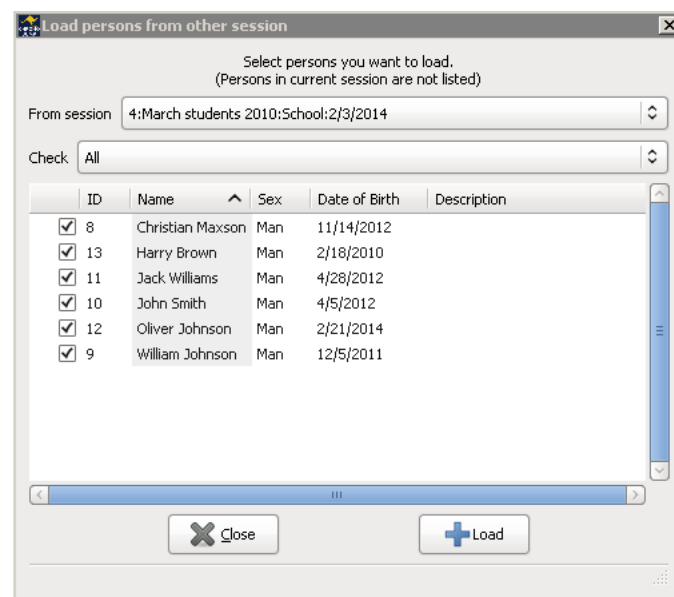 Load persons from other session
Select persons you want to load.
(Persons in current session are not listed)
From session 4:March students 2010:School:2/3/2014
Check All
ID Name Sex Date of Birth Description
8 Christian Maxson Man 11/14/2012
13 Harry Brown Man 2/18/2010
11 Jack Williams Man 4/28/2012
10 John Smith Man 4/5/2012
12 Oliver Johnson Man 2/21/2014
9 William Johnson Man 12/5/2011
Close Load